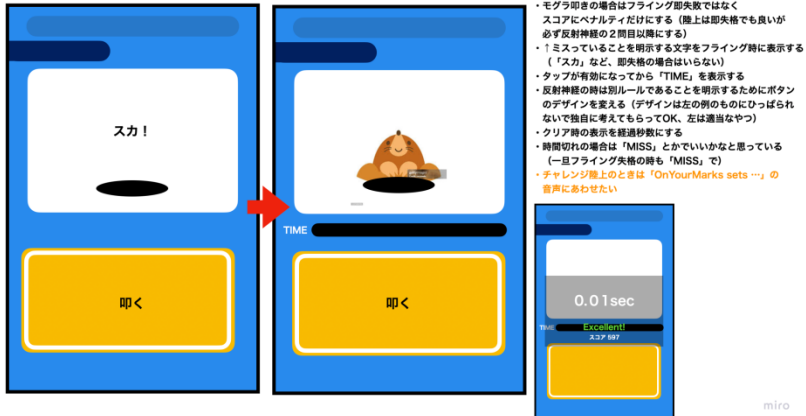 スカ！
叩く
TIME
叩く
・モグラ叩きの場合はフライング即失敗ではなく
スコアにペナルティだけにする（陸上は即失格でも良いが
必ず反射神経の２問目以降にする）
・↑ミスっていることを明示する文字をフライング時に表示する
（「スカ」など、即失格の場合はいらない）
・タップが有効になってから「TIME」を表示する
・反射神経の時は別ルールであることを明示するためにボタン
のデザインを変える（デザインは左の例のものにひっぱられ
ないで独自に考えてもらってOK、左は適当なやつ）
・クリア時の表示を経過秒数にする
・時間切れの場合は「MISS」とかでいいかなと思っている
（一旦フライング失格の時も「MISS」で）
・チャレンジ陸上のときは「OnYourMarks sets …」の
音声にあわせたい
0.01sec
TIME
Excellent!
スコア 597
miro